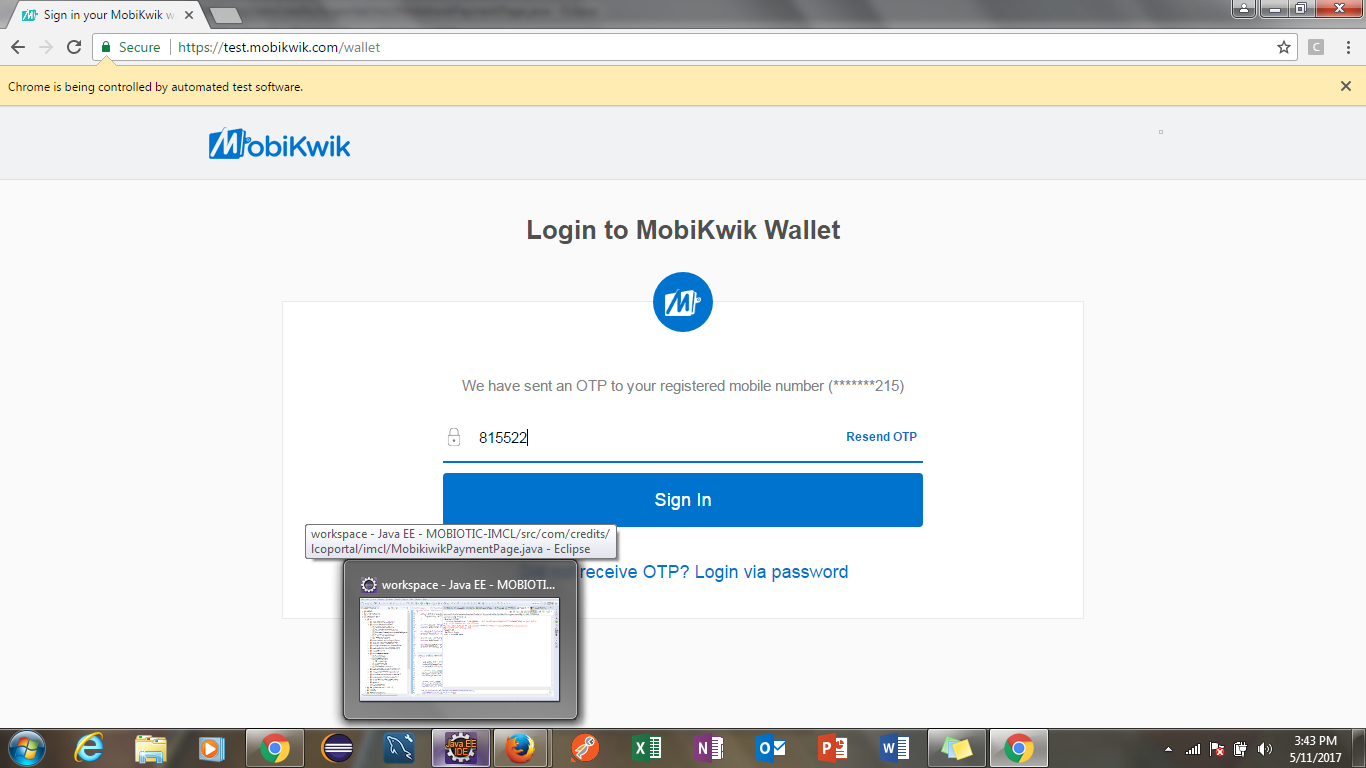 Sign in your MobiKwik w
Secure
https://test.mobikwik.com/wallet
C
Chrome is being controlled by automated test software.
MobiKwik
Login to MobiKwik Wallet
M
We have sent an OTP to your registered mobile number (*******215)
815522
Resend OTP
Sign In
workspace - Java EE - MOBIOTIC-IMCL/src/com/credits/
lcoportal/imcl/MobikiwikPaymentPage.java - Eclipse
receive OTP? Login via password
workspace - Java EE - MOBIOTI...
Java EE
IDE
3:43 PM
5/11/2017